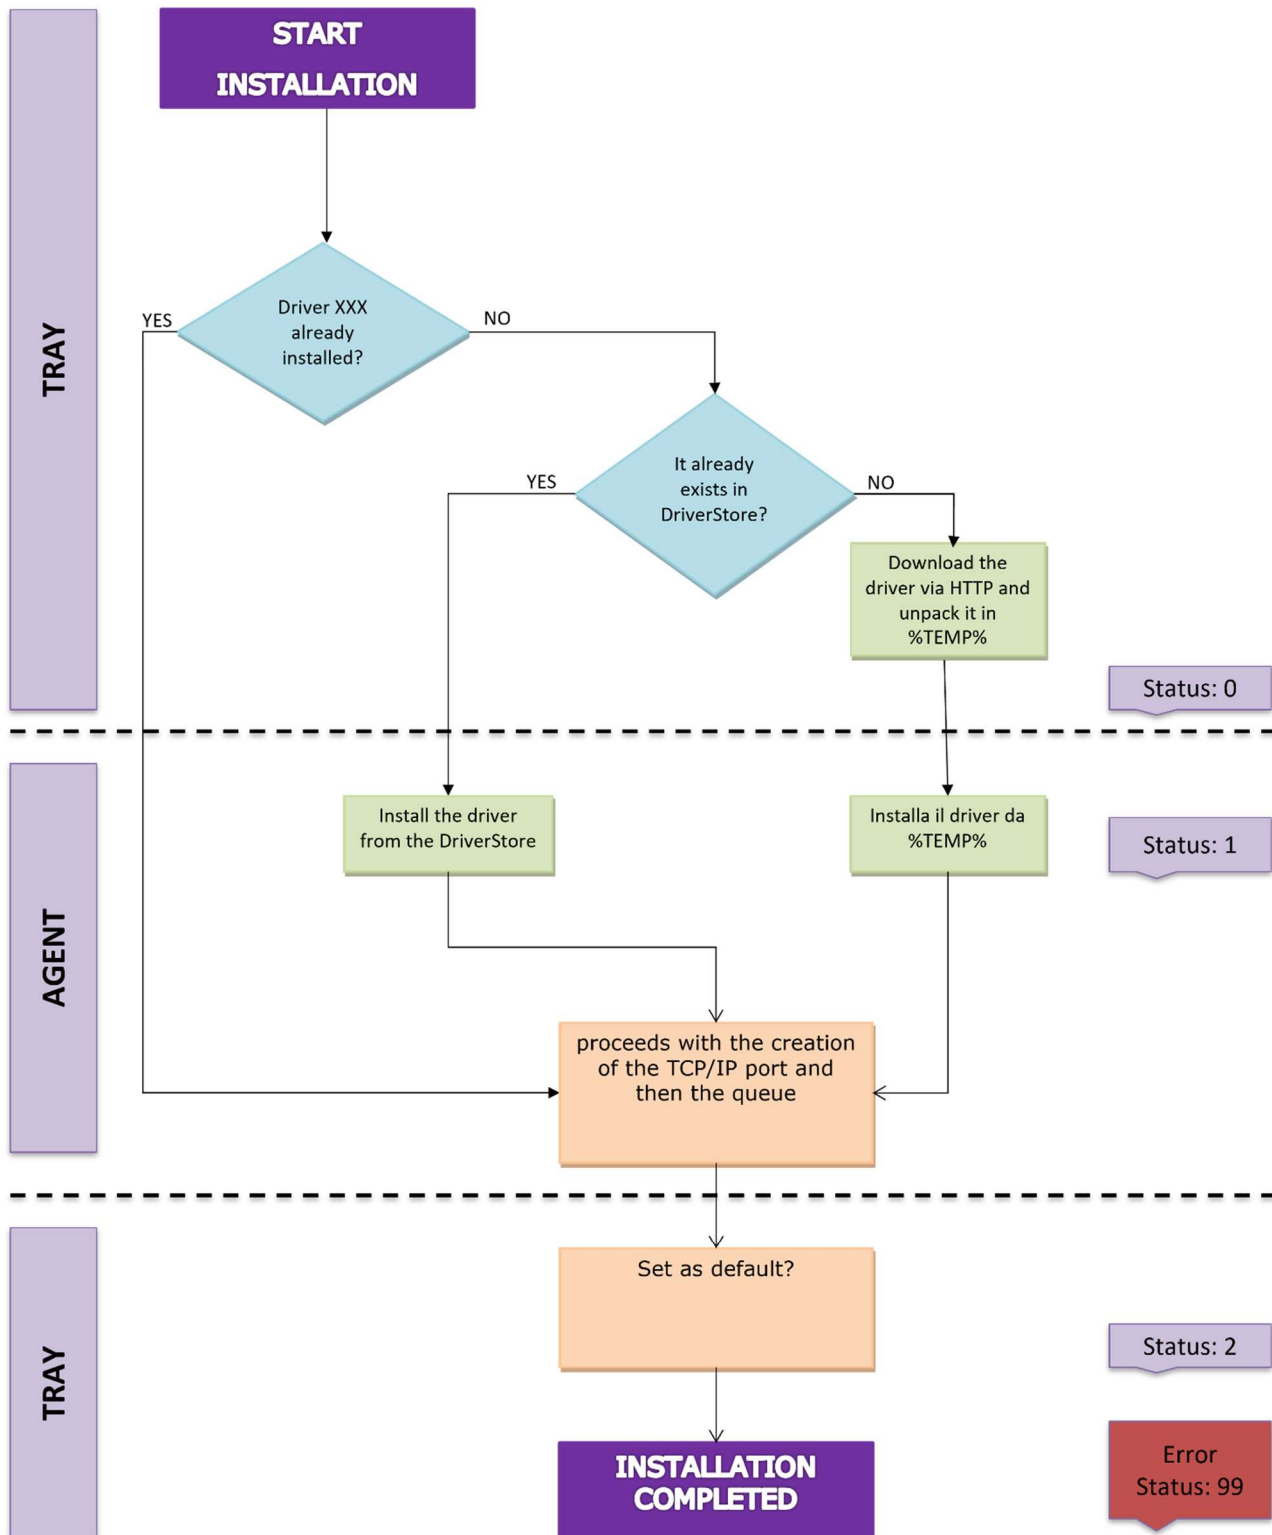 START
INSTALLATION
TRAY
Driver XXX
already
installed?
YES
NO
It already
exists in
DriverStore?
YES
NO
Download the
driver via HTTP and
unpack it in
%TEMP%
Status: 0
AGENT
Install the driver
from the DriverStore
Installa il driver da
%TEMP%
Status: 1
proceeds with the creation
of the TCP/IP port and
then the queue
TRAY
Set as default?
Status: 2
INSTALLATION
COMPLETED
Error
Status: 99